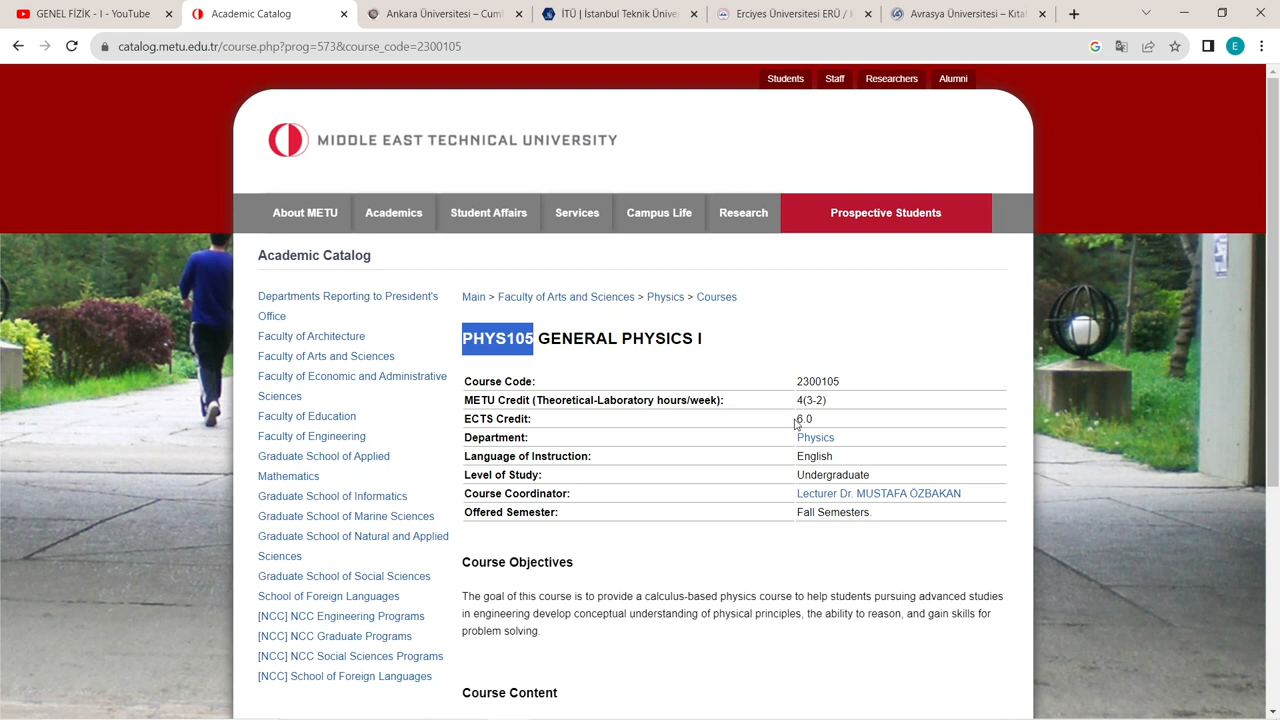 GENEL FİZİK – I - YouTube
Academic Catalog
Ankara Üniversitesi – Cuml
İTÜ | İstanbul Teknik Ünive
Erciyes Üniversitesi ERÜ /
Avrasya Üniversitesi – Kital
catalog.metu.edu.tr/course.php?prog=573&course_code=2300105
E
Students
Staff
Researchers
Alumni
MIDDLE EAST TECHNICAL UNIVERSITY
About METU
Academics
Student Affairs
Services
Campus Life
Research
Prospective Students
Academic Catalog
Departments Reporting to President's
Office
Faculty of Architecture
Faculty of Arts and Sciences
Faculty of Economic and Administrative
Sciences
Faculty of Education
Faculty of Engineering
Graduate School of Applied
Mathematics
Graduate School of Informatics
Graduate School of Marine Sciences
Graduate School of Natural and Applied
Sciences
Graduate School of Social Sciences
School of Foreign Languages
[NCC] NCC Engineering Programs
[NCC] NCC Graduate Programs
[NCC] NCC Social Sciences Programs
[NCC] School of Foreign Languages
Main > Faculty of Arts and Sciences > Physics > Courses
PHYS105 GENERAL PHYSICS I
Course Code: 2300105
METU Credit (Theoretical-Laboratory hours/week): 4(3-2)
ECTS Credit: 6.0
Department: Physics
Language of Instruction: English
Level of Study: Undergraduate
Course Coordinator: Lecturer Dr. MUSTAFA ÖZBAKAN
Offered Semester: Fall Semesters.
Course Objectives
The goal of this course is to provide a calculus-based physics course to help students pursuing advanced studies
in engineering develop conceptual understanding of physical principles, the ability to reason, and gain skills for
problem solving.
Course Content